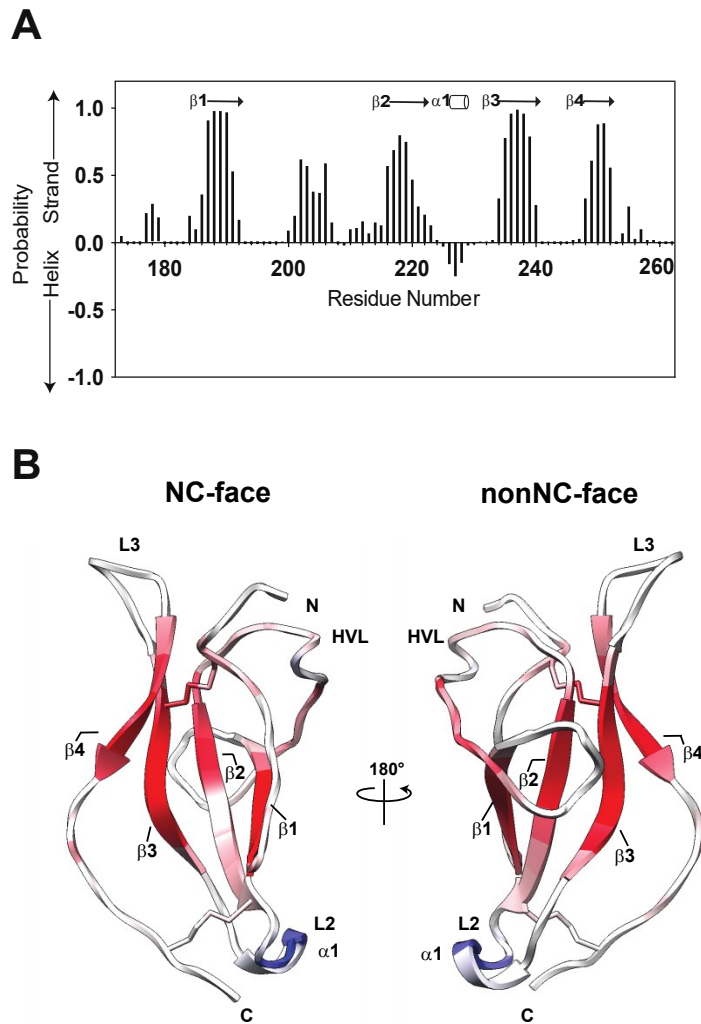 A
β1 β2 α1 β3 β4
1.0
0.5
0.0
-0.5
-1.0
Probability
Helix Strand
180 200 220 240 260
Residue Number
B
NC-face nonNC-face
L3 L3
N N
HVL HVL
β4 β2 β2 β4
180°
β1 β1
β3 β3
L2 L2
α1 α1
C C